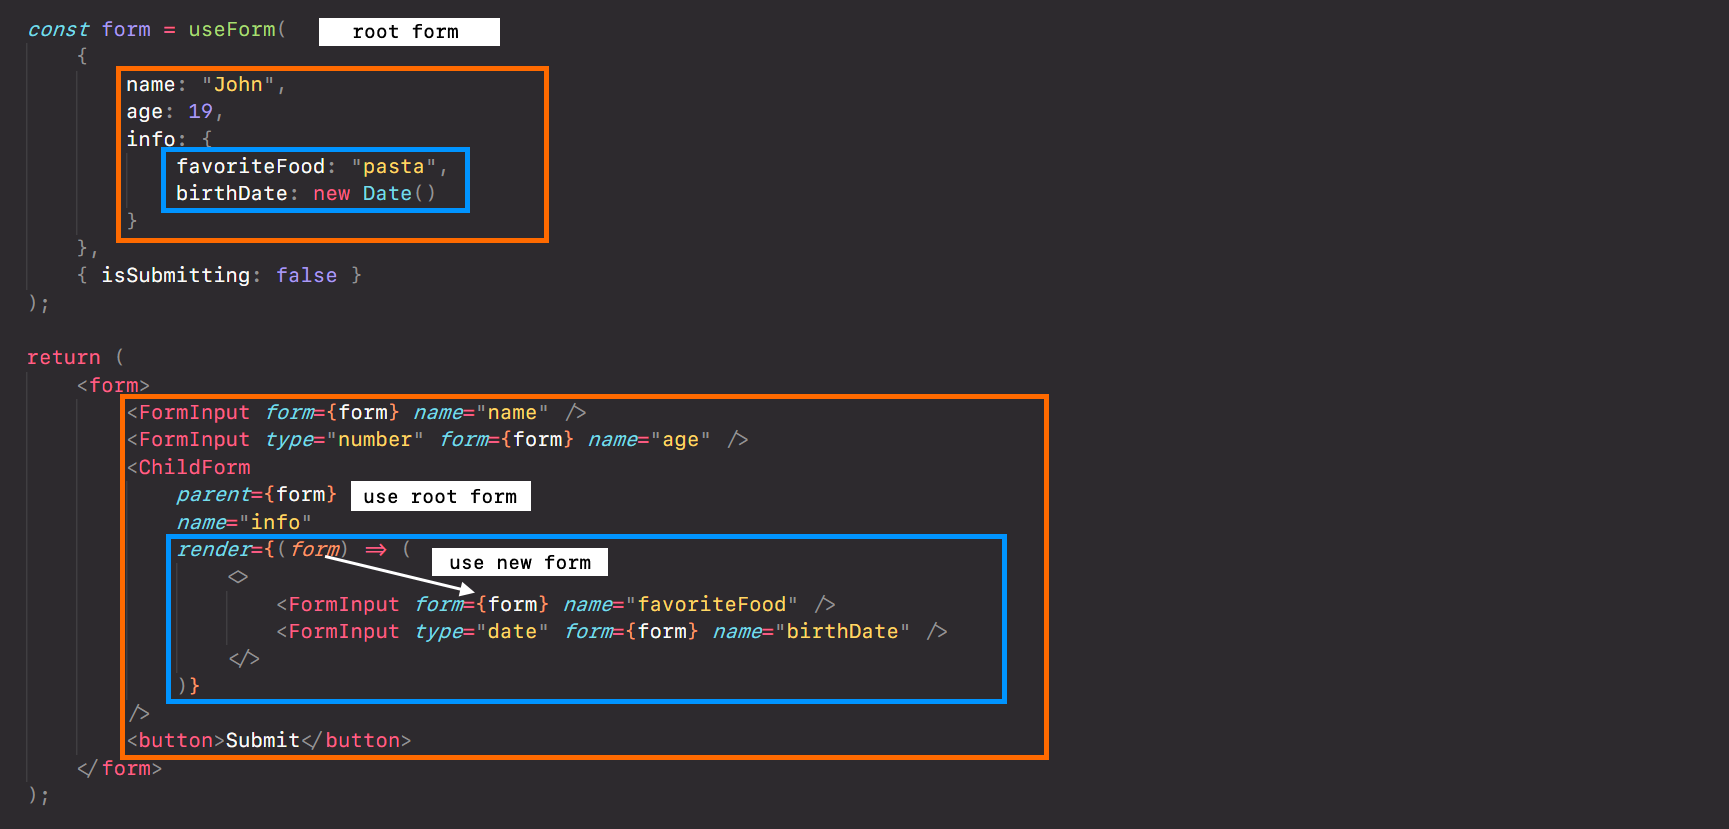 const form = useForm( root form
{
name: "John",
age: 19,
info: {
favoriteFood: "pasta",
birthDate: new Date()
}
},
{ isSubmitting: false }
);
return (
<form>
<FormInput form={form} name="name" />
<FormInput type="number" form={form} name="age" />
<ChildForm
parent={form} use root form
name="info"
render={(form) => (
<> use new form
<FormInput form={form} name="favoriteFood" />
<FormInput type="date" form={form} name="birthDate" />
</>
)}
/>
<button>Submit</button>
</form>
);